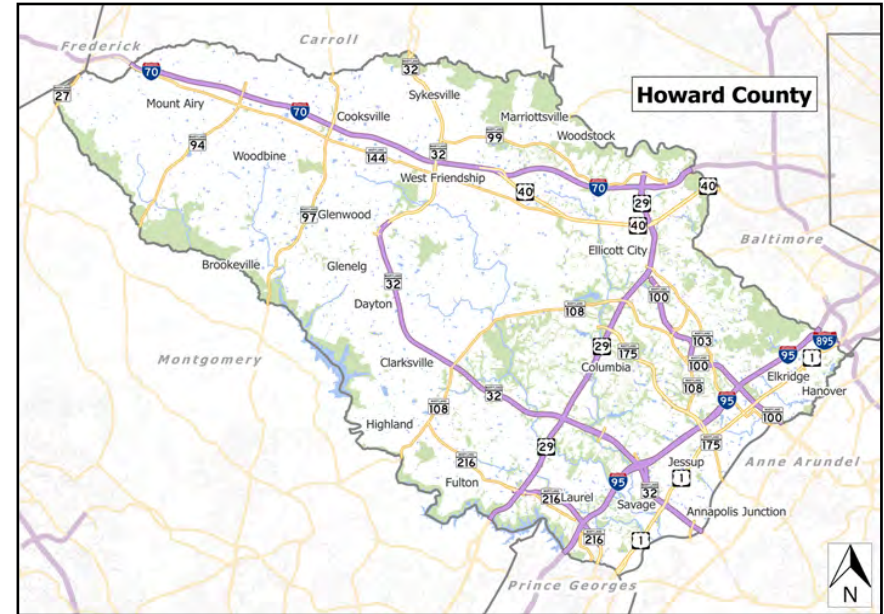 Frederick
Carroll
Howard County
70
32
27
Mount Airy
70
Sykesville
Cooksville
Marriottsville
Woodstock
99
94
Woodbine
144
32
West Friendship
40
70
29
40
97
Glenwood
40
Ellicott City
Baltimore
Brookeville
Glenelg
32
100
Dayton
108
103
895
Montgomery
29
175
95
1
Clarksville
Columbia
100
Elkridge
32
108
Hanover
95
108
100
Highland
29
175
216
Jessup
Anne Arundel
Fulton
95
1
216
Laurel
32
Savage
Annapolis Junction
216
1
Prince Georges
N